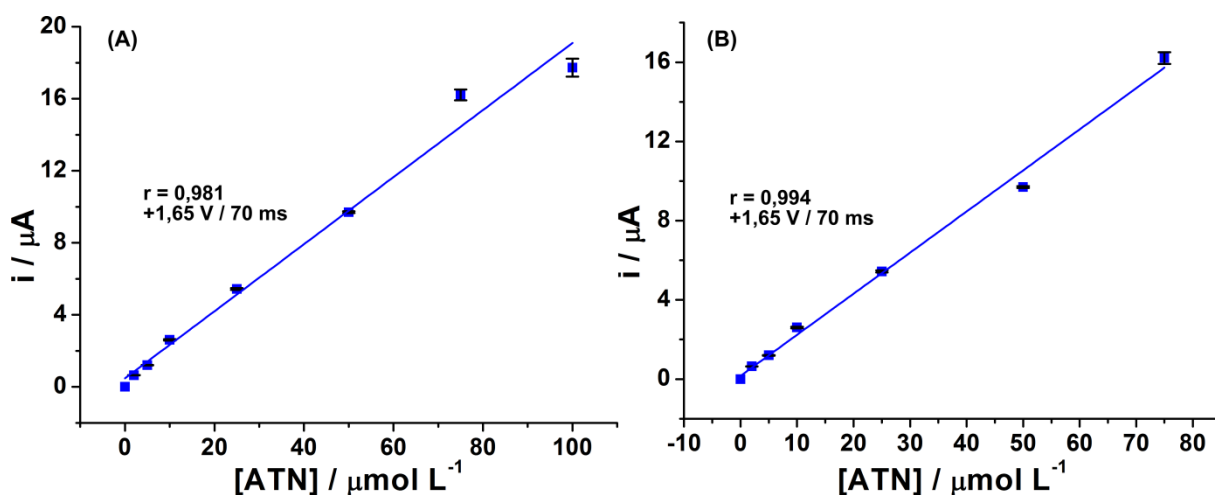 (A)
20
16
12
8
4
0
i / μA
r = 0,981
+1,65 V / 70 ms
0 20 40 60 80 100
[ATN] / μmol L⁻¹
(B)
16
12
8
4
0
i / μA
r = 0,994
+1,65 V / 70 ms
-10 0 10 20 30 40 50 60 70 80
[ATN] / μmol L⁻¹